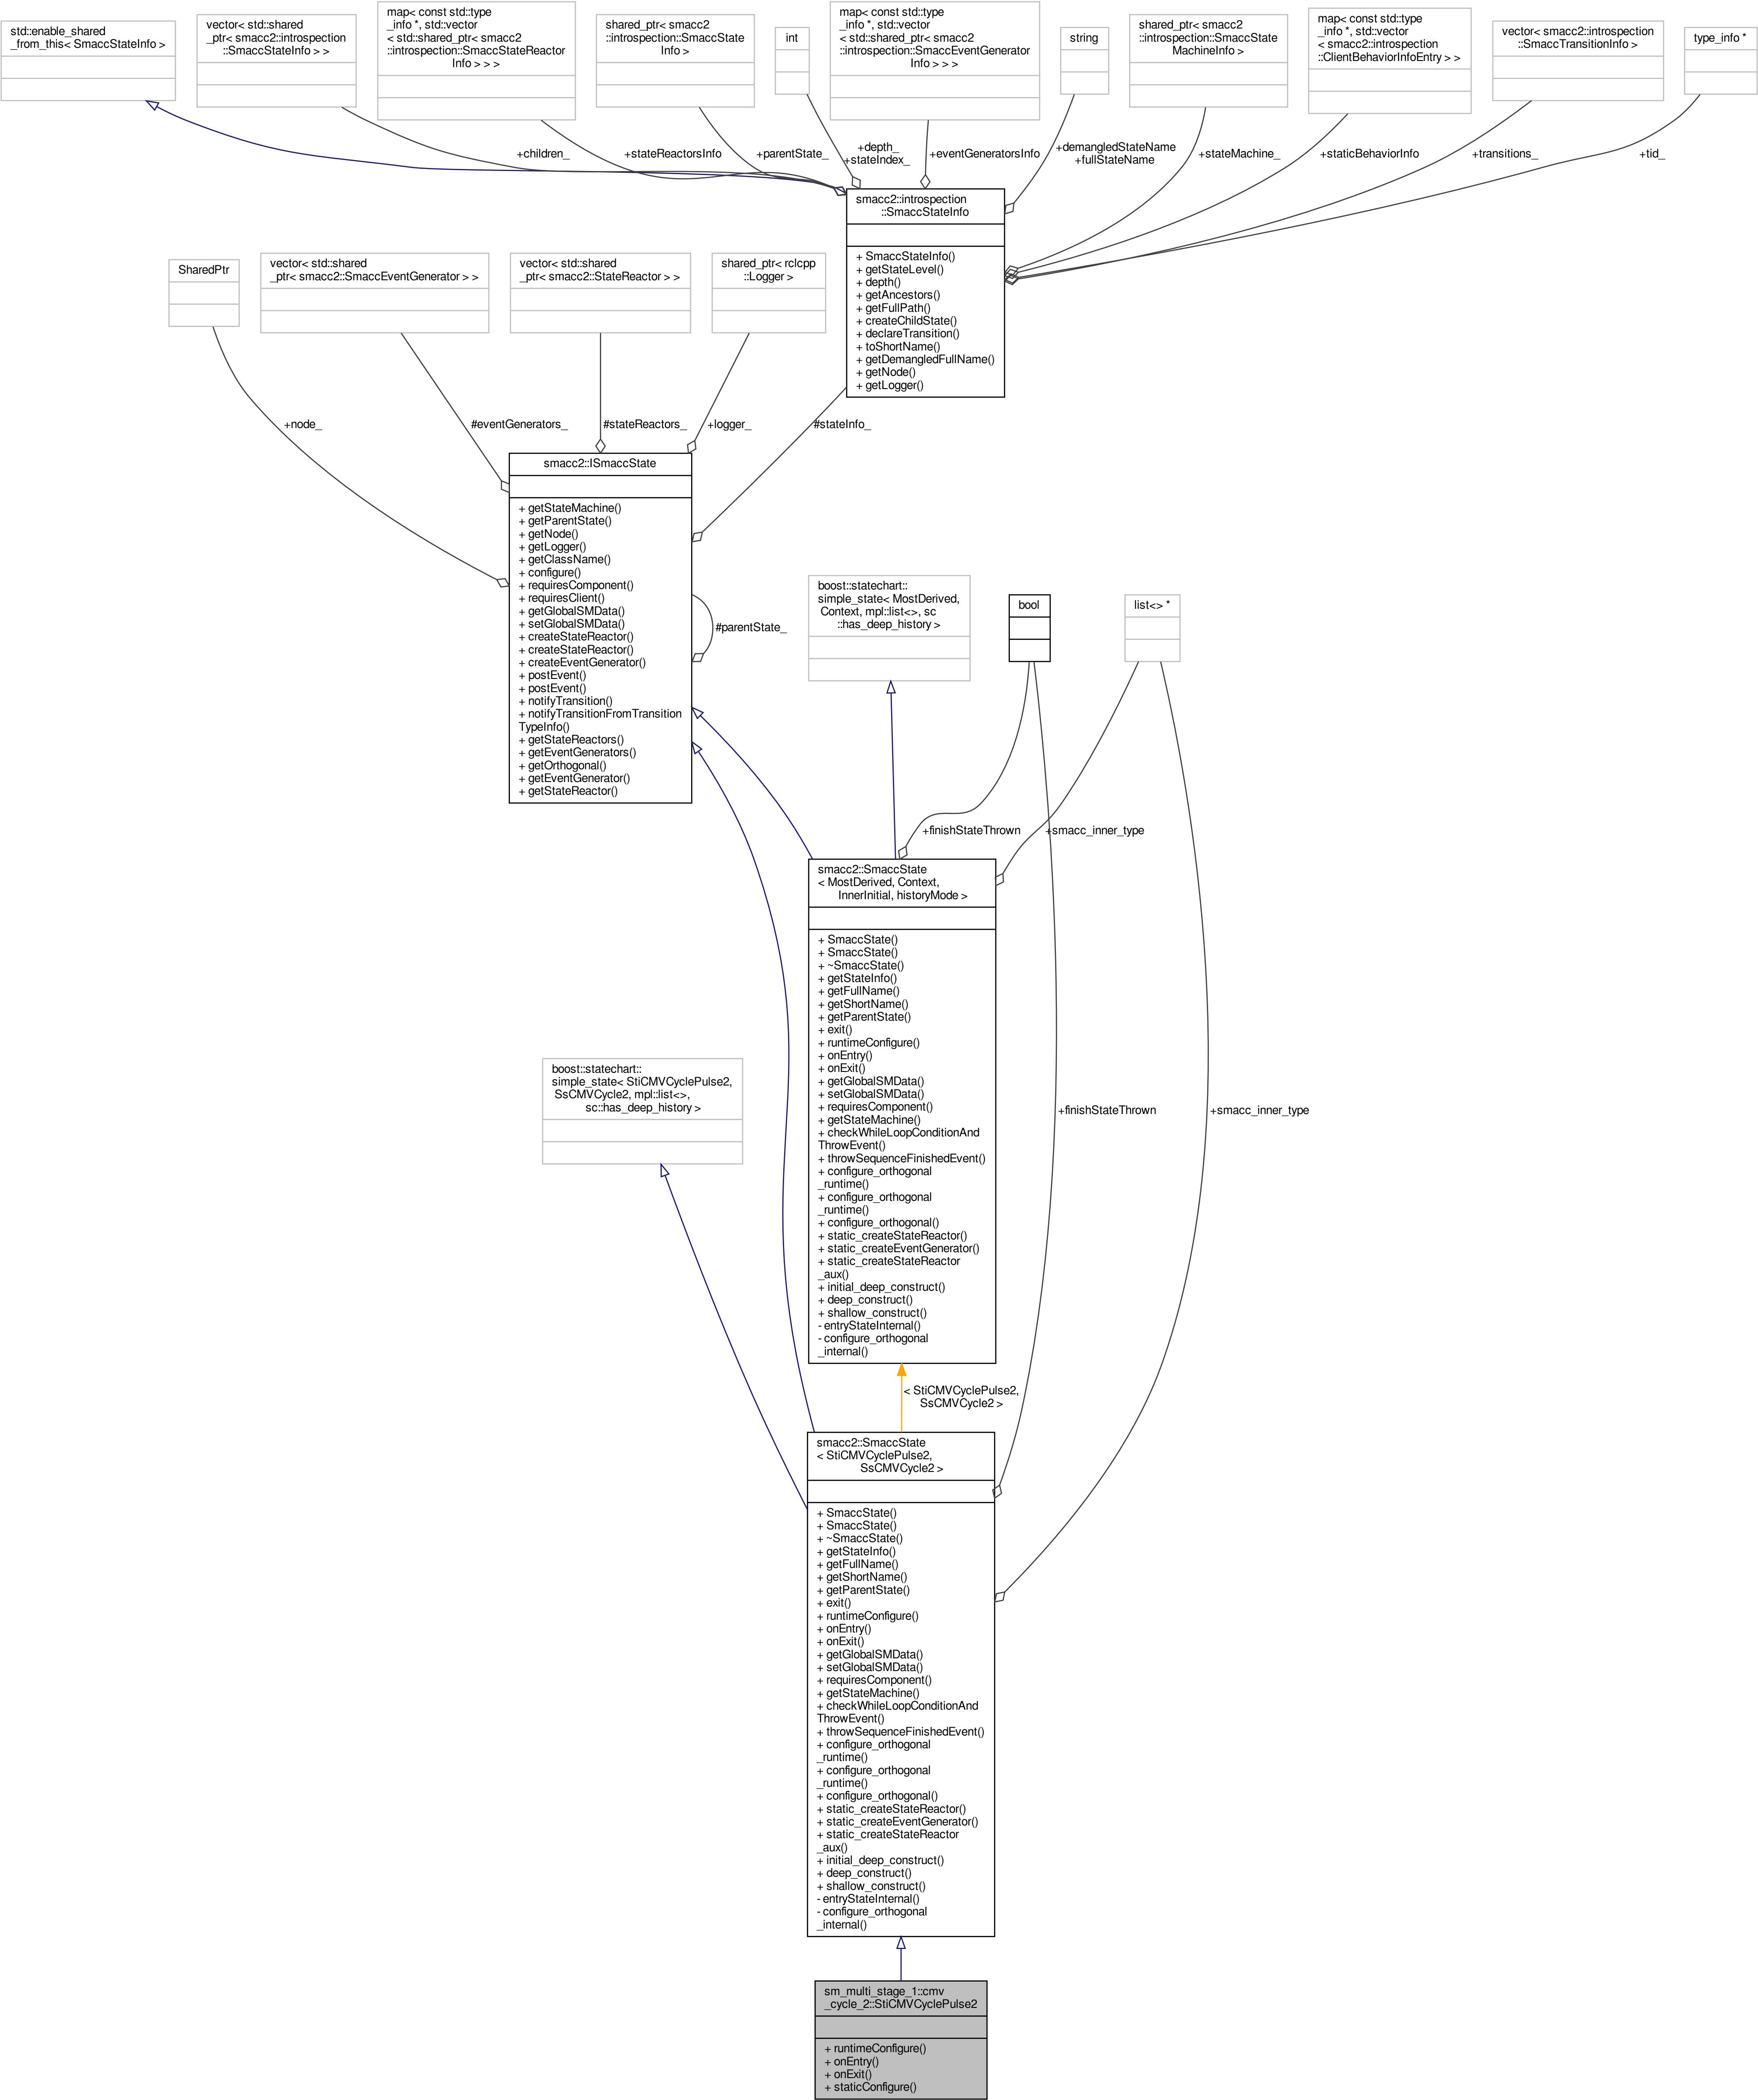 std::enable_shared
_from_this< SmaccStateInfo >
vector< std::shared
_ptr< smacc2::introspection
::SmaccStateInfo > >
map< const std::type
_info *, std::vector
< std::shared_ptr< smacc2
::introspection::SmaccStateReactor
Info > > >
shared_ptr< smacc2
::introspection::SmaccState
Info >
int
map< const std::type
_info *, std::vector
< std::shared_ptr< smacc2
::introspection::SmaccEventGenerator
Info > > >
string
shared_ptr< smacc2
::introspection::SmaccState
MachineInfo >
map< const std::type
_info *, std::vector
< smacc2::introspection
::ClientBehaviorInfoEntry > >
vector< smacc2::introspection
::SmaccTransitionInfo >
type_info *
+children_
+stateReactorsInfo
+parentState_
+depth_
+stateIndex_
+eventGeneratorsInfo
+demangledStateName
+fullStateName
+stateMachine_
+staticBehaviorInfo
+transitions_
+tid_
smacc2::introspection
::SmaccStateInfo
+ SmaccStateInfo()
+ getStateLevel()
+ depth()
+ getAncestors()
+ getFullPath()
+ createChildState()
+ declareTransition()
+ toShortName()
+ getDemangledFullName()
+ getNode()
+ getLogger()
SharedPtr
vector< std::shared
_ptr< smacc2::SmaccEventGenerator > >
vector< std::shared
_ptr< smacc2::StateReactor > >
shared_ptr< rclcpp
::Logger >
+node_
#eventGenerators_
#stateReactors_
+logger_
#stateInfo_
smacc2::ISmaccState
+ getStateMachine()
+ getParentState()
+ getNode()
+ getLogger()
+ getClassName()
+ configure()
+ requiresComponent()
+ requiresClient()
+ getGlobalSMData()
+ setGlobalSMData()
+ createStateReactor()
+ createStateReactor()
+ createEventGenerator()
+ postEvent()
+ postEvent()
+ notifyTransition()
+ notifyTransitionFromTransition
TypeInfo()
+ getStateReactors()
+ getEventGenerators()
+ getOrthogonal()
+ getEventGenerator()
+ getStateReactor()
#parentState_
boost::statechart::
simple_state< MostDerived,
Context, mpl::list<>, sc
::has_deep_history >
bool
list<> *
+finishStateThrown
+smacc_inner_type
smacc2::SmaccState
< MostDerived, Context,
InnerInitial, historyMode >
+ SmaccState()
+ SmaccState()
+ ~SmaccState()
+ getStateInfo()
+ getFullName()
+ getShortName()
+ getParentState()
+ exit()
+ runtimeConfigure()
+ onEntry()
+ onExit()
+ getGlobalSMData()
+ setGlobalSMData()
+ requiresComponent()
+ getStateMachine()
+ checkWhileLoopConditionAnd
ThrowEvent()
+ throwSequenceFinishedEvent()
+ configure_orthogonal
_runtime()
+ configure_orthogonal
_runtime()
+ configure_orthogonal()
+ static_createStateReactor()
+ static_createEventGenerator()
+ static_createStateReactor
_aux()
+ initial_deep_construct()
+ deep_construct()
+ shallow_construct()
- entryStateInternal()
- configure_orthogonal
_internal()
boost::statechart::
simple_state< StiCMVCyclePulse2,
SsCMVCycle2, mpl::list<>,
sc::has_deep_history >
+finishStateThrown
+smacc_inner_type
< StiCMVCyclePulse2,
SsCMVCycle2 >
smacc2::SmaccState
< StiCMVCyclePulse2,
SsCMVCycle2 >
+ SmaccState()
+ SmaccState()
+ ~SmaccState()
+ getStateInfo()
+ getFullName()
+ getShortName()
+ getParentState()
+ exit()
+ runtimeConfigure()
+ onEntry()
+ onExit()
+ getGlobalSMData()
+ setGlobalSMData()
+ requiresComponent()
+ getStateMachine()
+ checkWhileLoopConditionAnd
ThrowEvent()
+ throwSequenceFinishedEvent()
+ configure_orthogonal
_runtime()
+ configure_orthogonal
_runtime()
+ configure_orthogonal()
+ static_createStateReactor()
+ static_createEventGenerator()
+ static_createStateReactor
_aux()
+ initial_deep_construct()
+ deep_construct()
+ shallow_construct()
- entryStateInternal()
- configure_orthogonal
_internal()
sm_multi_stage_1::cmv
_cycle_2::StiCMVCyclePulse2
+ runtimeConfigure()
+ onEntry()
+ onExit()
+ staticConfigure()